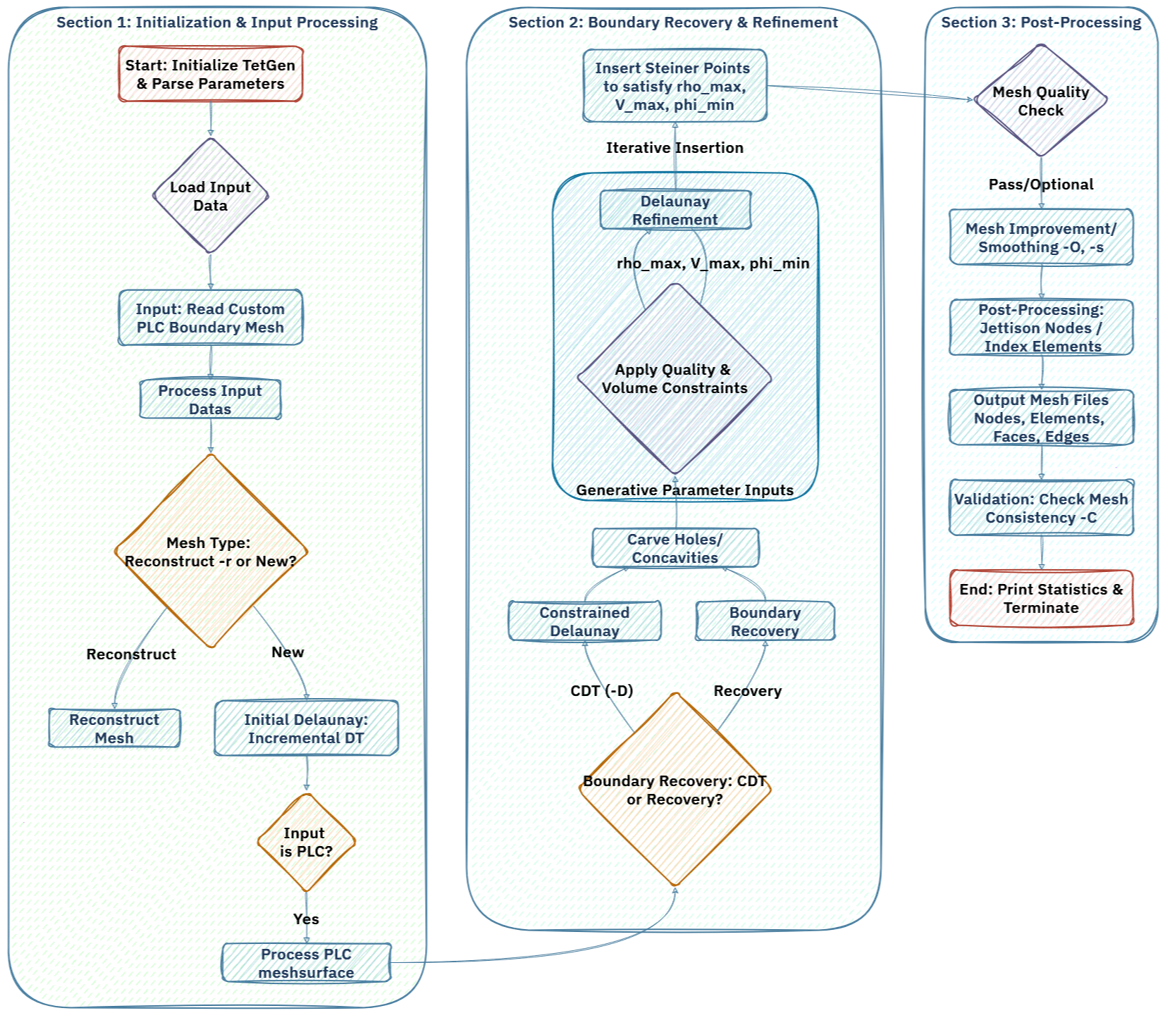 Section 1: Initialization & Input Processing
Start: Initialize TetGen
& Parse Parameters
Load Input
Data
Input: Read Custom
PLC Boundary Mesh
Process Input
Datas
Mesh Type:
Reconstruct -r or New?
Reconstruct
New
Reconstruct
Mesh
Initial Delaunay:
Incremental DT
Input
is PLC?
Yes
Process PLC
meshsurface
Section 2: Boundary Recovery & Refinement
Insert Steiner Points
to satisfy rho_max,
V_max, phi_min
Iterative Insertion
Delaunay
Refinement
rho_max, V_max, phi_min
Apply Quality &
Volume Constraints
Generative Parameter Inputs
Carve Holes/
Concavities
Constrained
Delaunay
Boundary
Recovery
CDT (-D)
Recovery
Boundary Recovery: CDT
or Recovery?
Section 3: Post-Processing
Mesh Quality
Check
Pass/Optional
Mesh Improvement/
Smoothing -O, -s
Post-Processing:
Jettison Nodes /
Index Elements
Output Mesh Files
Nodes, Elements,
Faces, Edges
Validation: Check Mesh
Consistency -C
End: Print Statistics &
Terminate